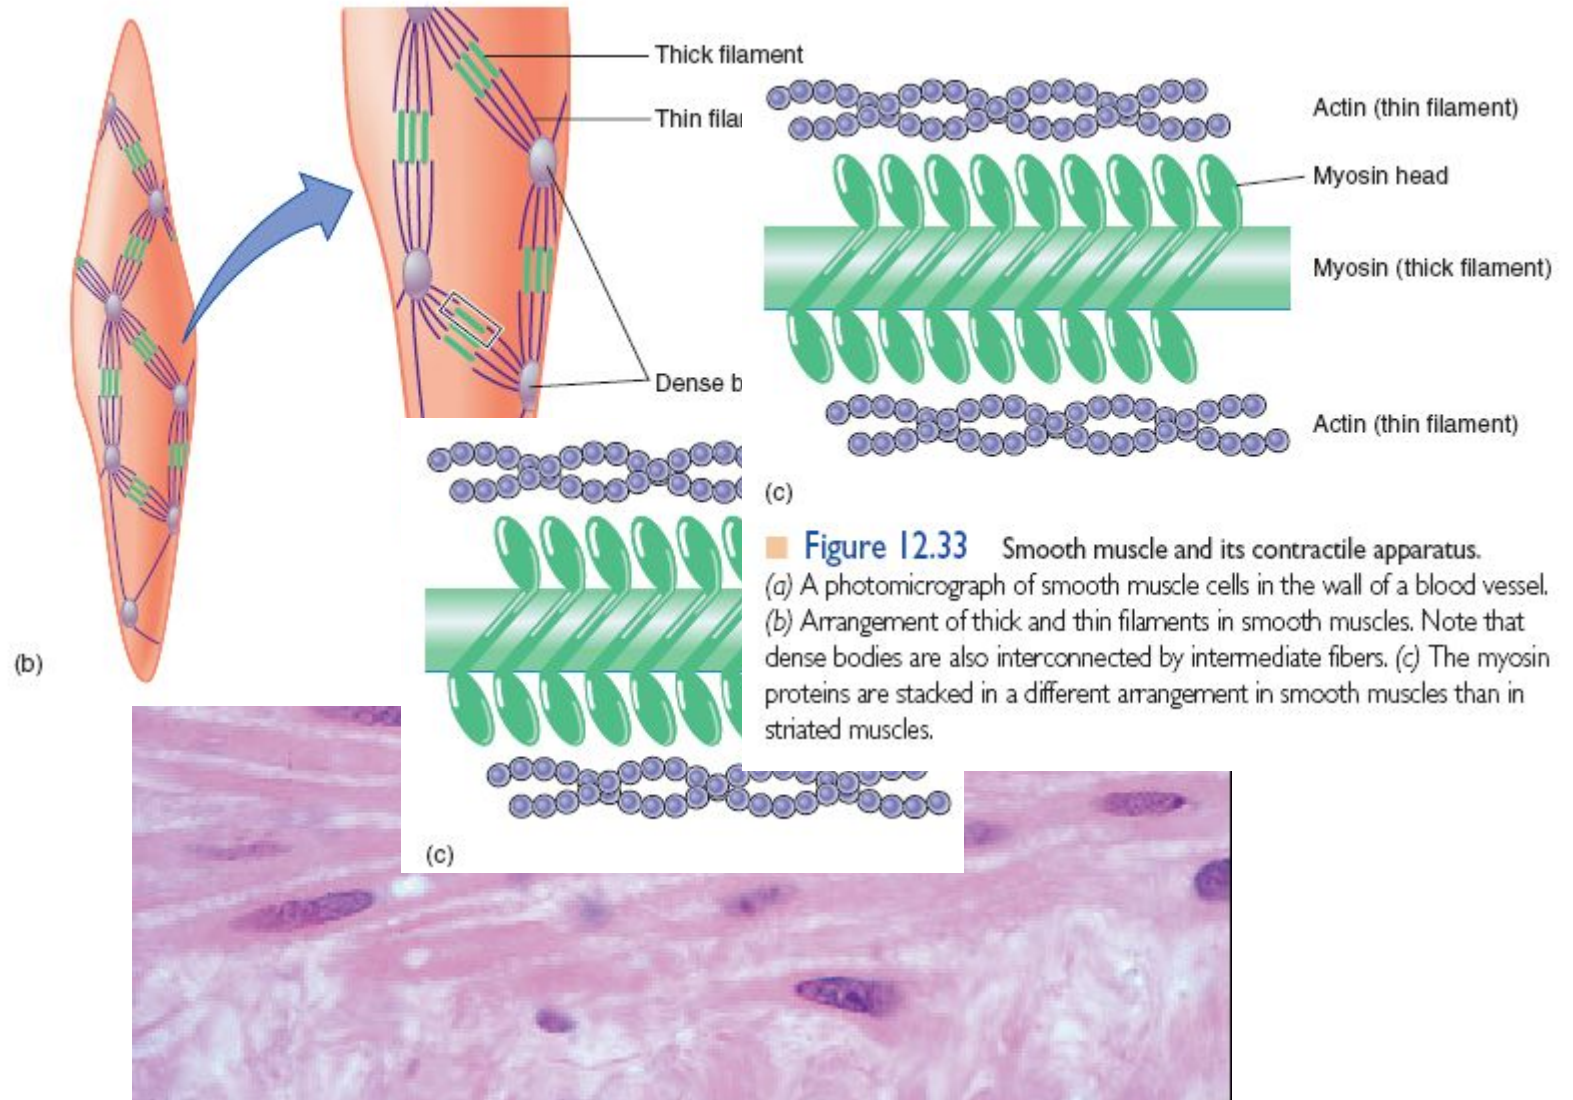 Thick filament
Thin fila
Dense b
(b)
(c)
Actin (thin filament)
Myosin head
Myosin (thick filament)
Actin (thin filament)
(c)
Figure 12.33 Smooth muscle and its contractile apparatus.
(a) A photomicrograph of smooth muscle cells in the wall of a blood vessel.
(b) Arrangement of thick and thin filaments in smooth muscles. Note that
dense bodies are also interconnected by intermediate fibers. (c) The myosin
proteins are stacked in a different arrangement in smooth muscles than in
striated muscles.